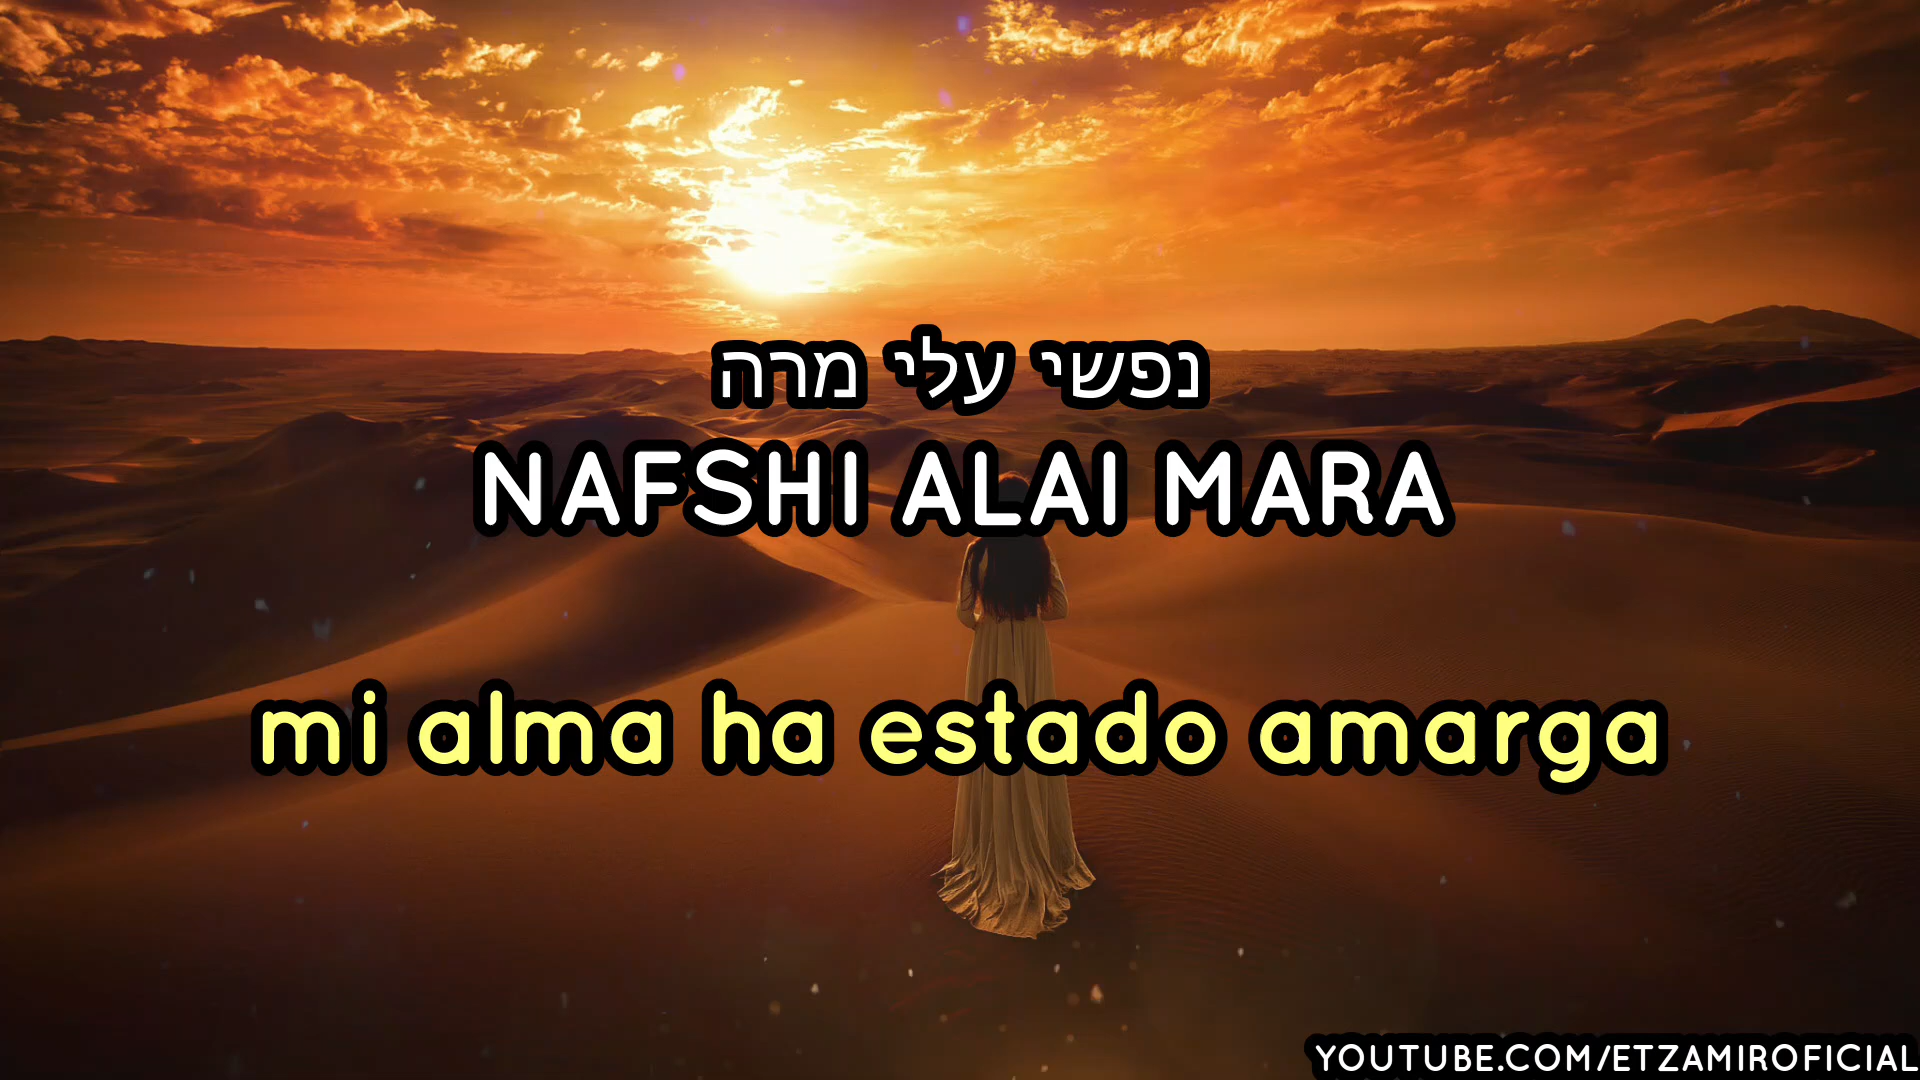 נפשי עלי מרה
NAFSHI ALAI MARA
mi alma ha estado amarga
YOUTUBE.COM/ETZAMIROFICIAL